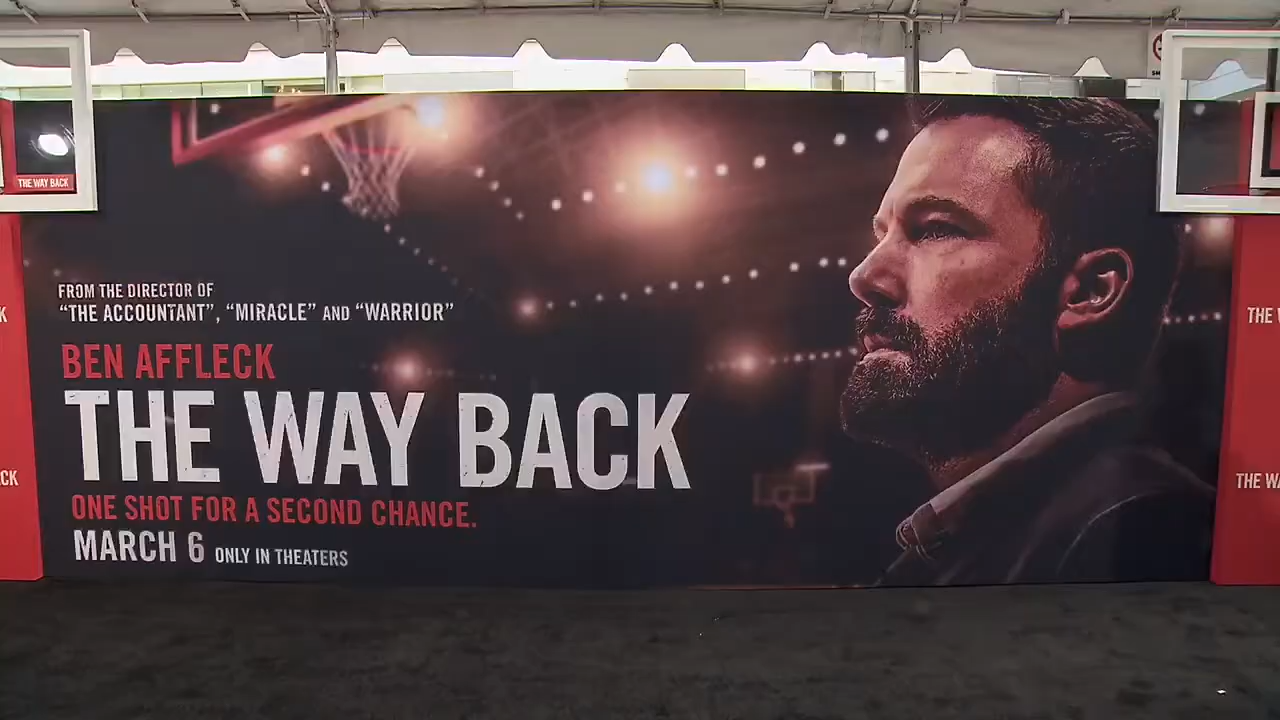 FROM THE DIRECTOR OF
"THE ACCOUNTANT", "MIRACLE" AND "WARRIOR"
BEN AFFLECK
THE WAY BACK
ONE SHOT FOR A SECOND CHANCE.
MARCH 6 ONLY IN THEATERS
THE WAY BACK
K
CK
THE W
THE WA